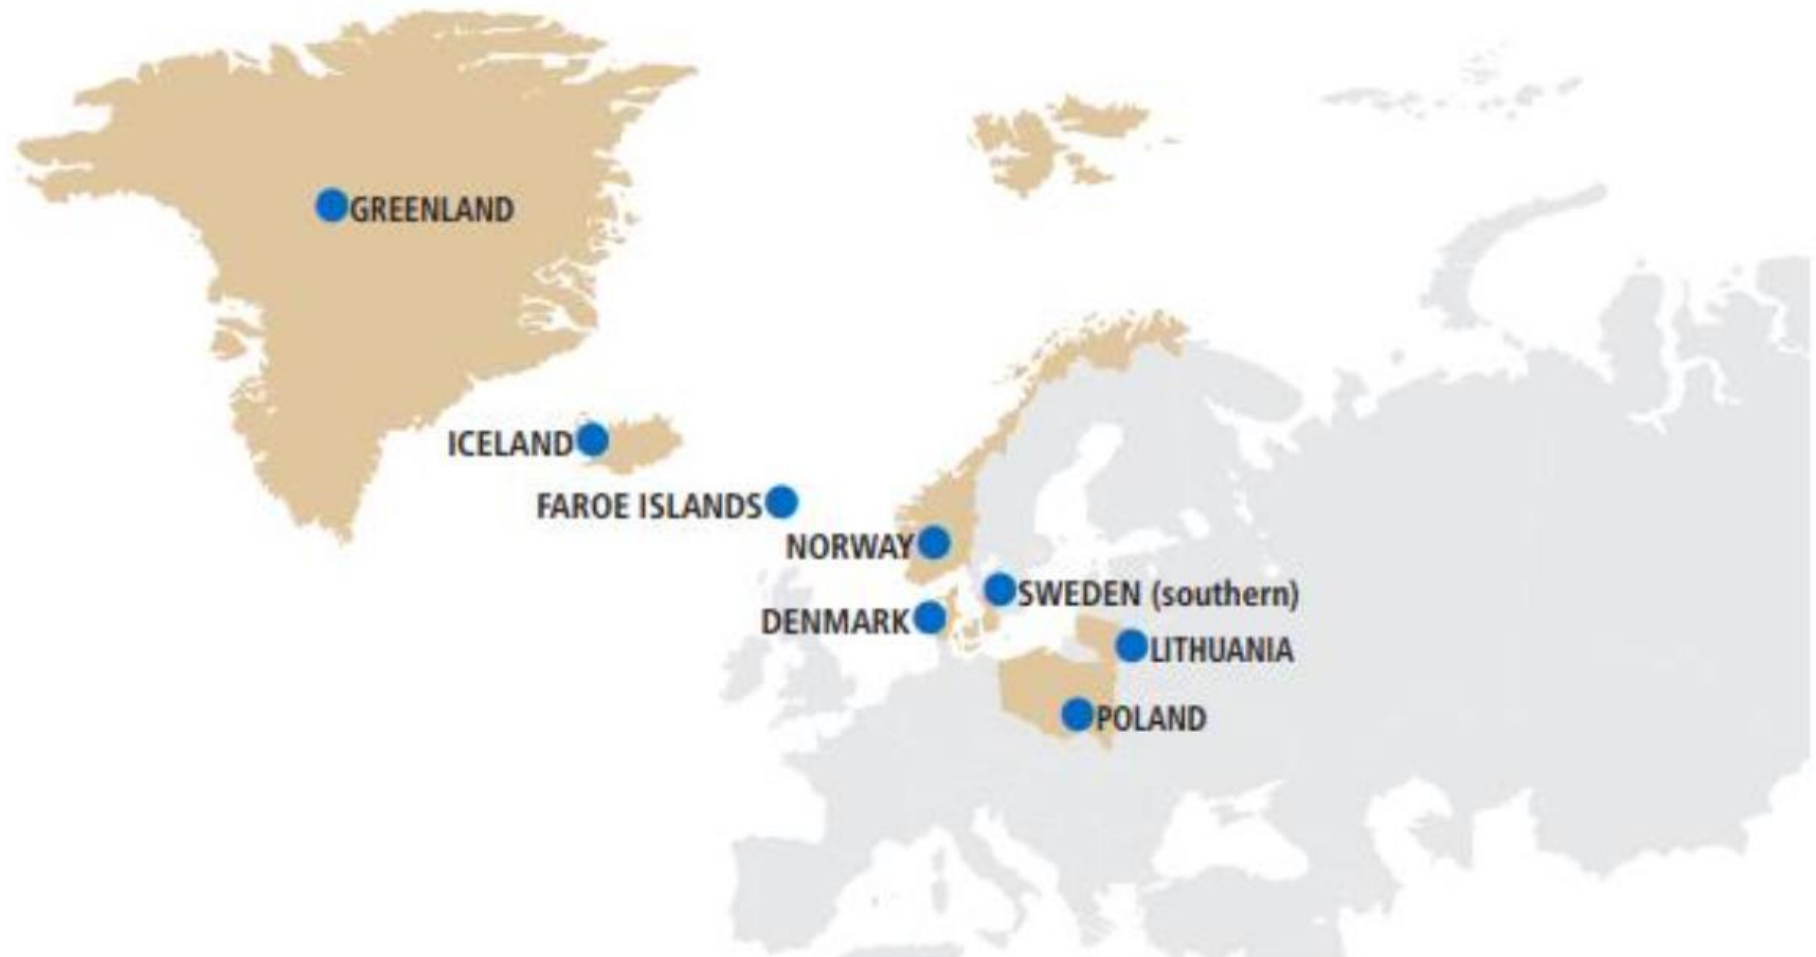 GREENLAND
ICELAND
FAROE ISLANDS
NORWAY
SWEDEN (southern)
DENMARK
LITHUANIA
POLAND